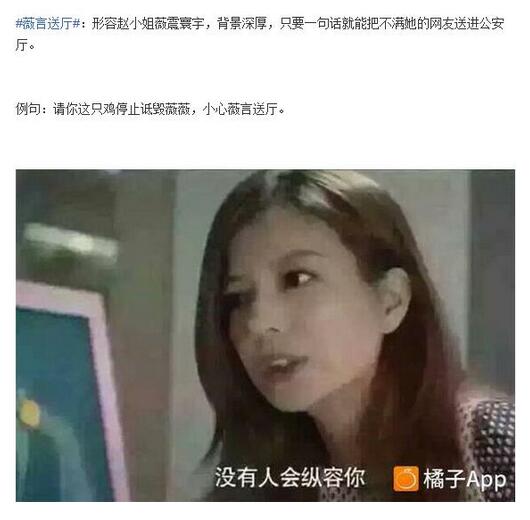 #薇言送厅#：形容赵小姐薇震寰宇，背景深厚，只要一句话就能把不满她的网友送进公安
厅。
例句：请你这只鸡停止诋毁薇薇，小心薇言送厅。
没有人会纵容你
橘子App